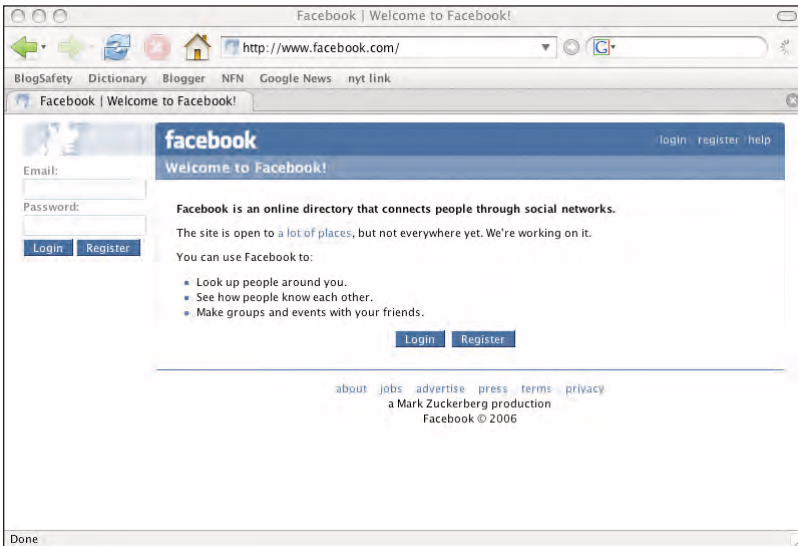 Facebook | Welcome to Facebook!
http://www.facebook.com/
G
BlogSafety Dictionary Blogger NFN Google News nyt link
Facebook | Welcome to Facebook!
facebook
login register help
Welcome to Facebook!
Email:
Password:
Login Register
Facebook is an online directory that connects people through social networks.
The site is open to a lot of places, but not everywhere yet. We're working on it.
You can use Facebook to:
Look up people around you.
See how people know each other.
Make groups and events with your friends.
Login Register
about jobs advertise press terms privacy
a Mark Zuckerberg production
Facebook © 2006
Done